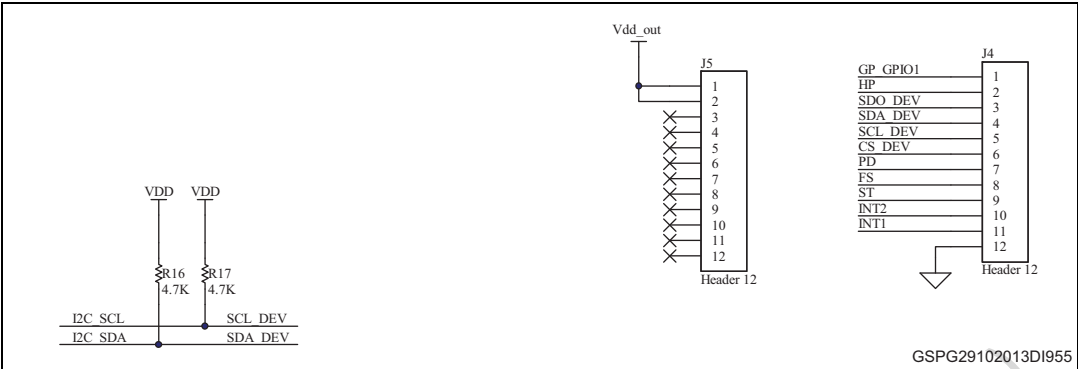 Vdd_out
J5
1
2
3
4
5
6
7
8
9
10
11
12
Header 12
J4
GP_GPIO1
HP
SDO_DEV
SDA_DEV
SCL_DEV
CS_DEV
PD
FS
ST
INT2
INT1
1
2
3
4
5
6
7
8
9
10
11
12
Header 12
VDD VDD
R16 R17
4.7K 4.7K
I2C_SCL SCL_DEV
I2C_SDA SDA_DEV
GSPG29102013DI955